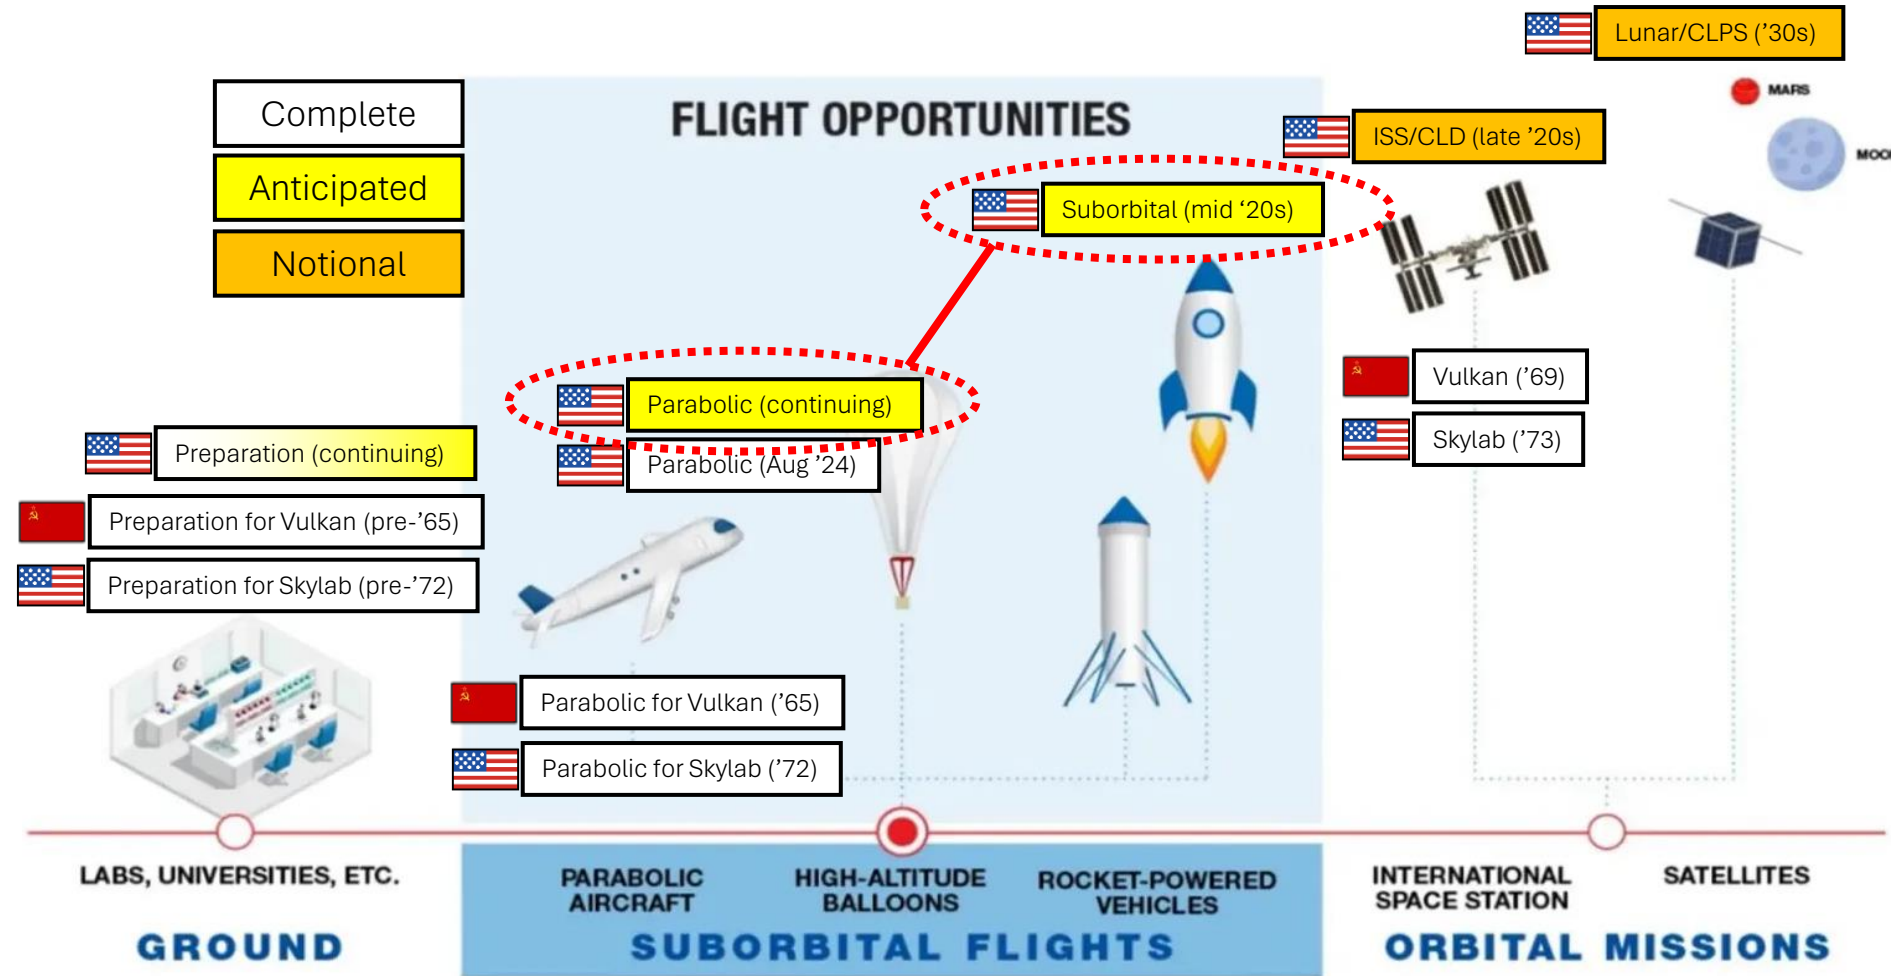 Lunar/CLPS (’30s)
MARS
MOO
Complete
Anticipated
Notional
FLIGHT OPPORTUNITIES
ISS/CLD (late ’20s)
Suborbital (mid ‘20s)
Parabolic (continuing)
Parabolic (Aug ’24)
Vulkan (’69)
Skylab (’73)
Preparation (continuing)
Preparation for Vulkan (pre-’65)
Preparation for Skylab (pre-’72)
Parabolic for Vulkan (’65)
Parabolic for Skylab (’72)
LABS, UNIVERSITIES, ETC.
GROUND
PARABOLIC
AIRCRAFT
HIGH-ALTITUDE
BALLOONS
ROCKET-POWERED
VEHICLES
SUBORBITAL FLIGHTS
INTERNATIONAL
SPACE STATION
SATELLITES
ORBITAL MISSIONS